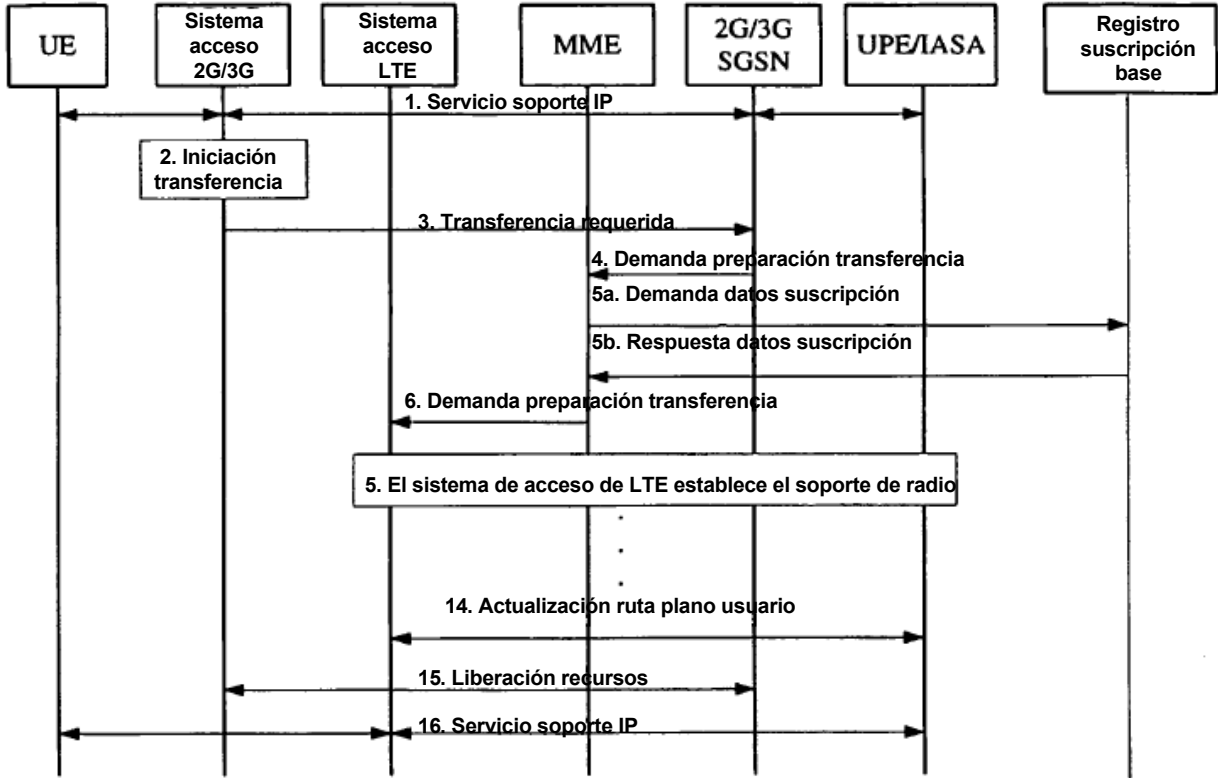 UE
Sistema
acceso
2G/3G
Sistema
acceso
LTE
MME
2G/3G
SGSN
UPE/IASA
Registro
suscripción
base
1. Servicio soporte IP
2. Iniciación
transferencia
3. Transferencia requerida
4. Demanda preparación transferencia
5a. Demanda datos suscripción
5b. Respuesta datos suscripción
6. Demanda preparación transferencia
5. El sistema de acceso de LTE establece el soporte de radio
14. Actualización ruta plano usuario
15. Liberación recursos
16. Servicio soporte IP